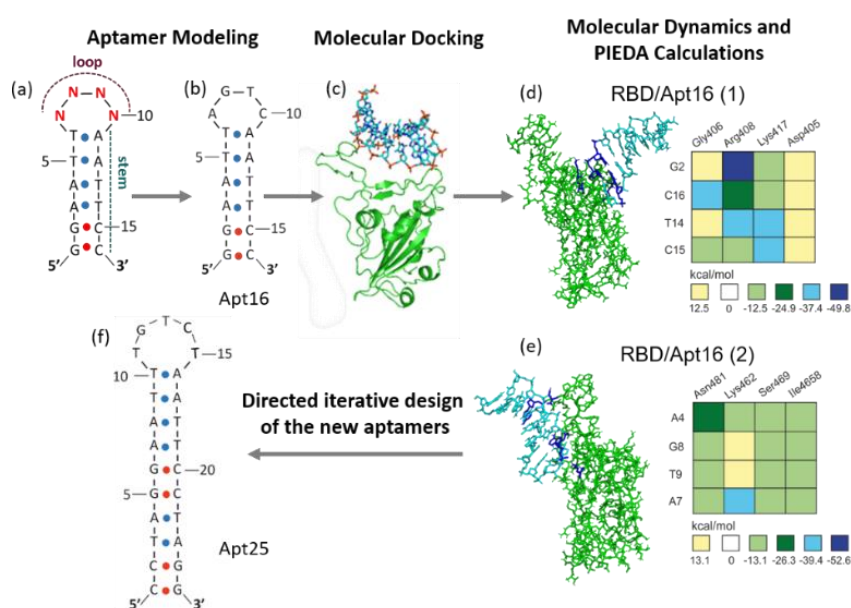 Aptamer Modeling
Molecular Docking
Molecular Dynamics and
PIEDA Calculations
(a)
loop
N N
N N 10
T A
5 T A
A T
A T
G C 15
G C
5' 3'
stem
(b)
G T
A C 10
T A
5 T A
A T
A T
G C 15
G C
5' 3'
Apt16
(c)
(d)
RBD/Apt16 (1)
Gly406 Arg408 Lys417 Asp405
G2
C16
T14
C15
kcal/mol
12.5 0 -12.5 -24.9 -37.4 -49.8
(e)
RBD/Apt16 (2)
Asn481 Lys462 Ser469 Ile4658
A4
G8
T9
A7
kcal/mol
13.1 0 -13.1 -26.3 -39.4 -52.6
Directed iterative design
of the new aptamers
(f)
G T C
T T 15
10 T A
T A
A T
A T
G C 20
5 G C
A T
T A
C G
C G
5' 3'
Apt25